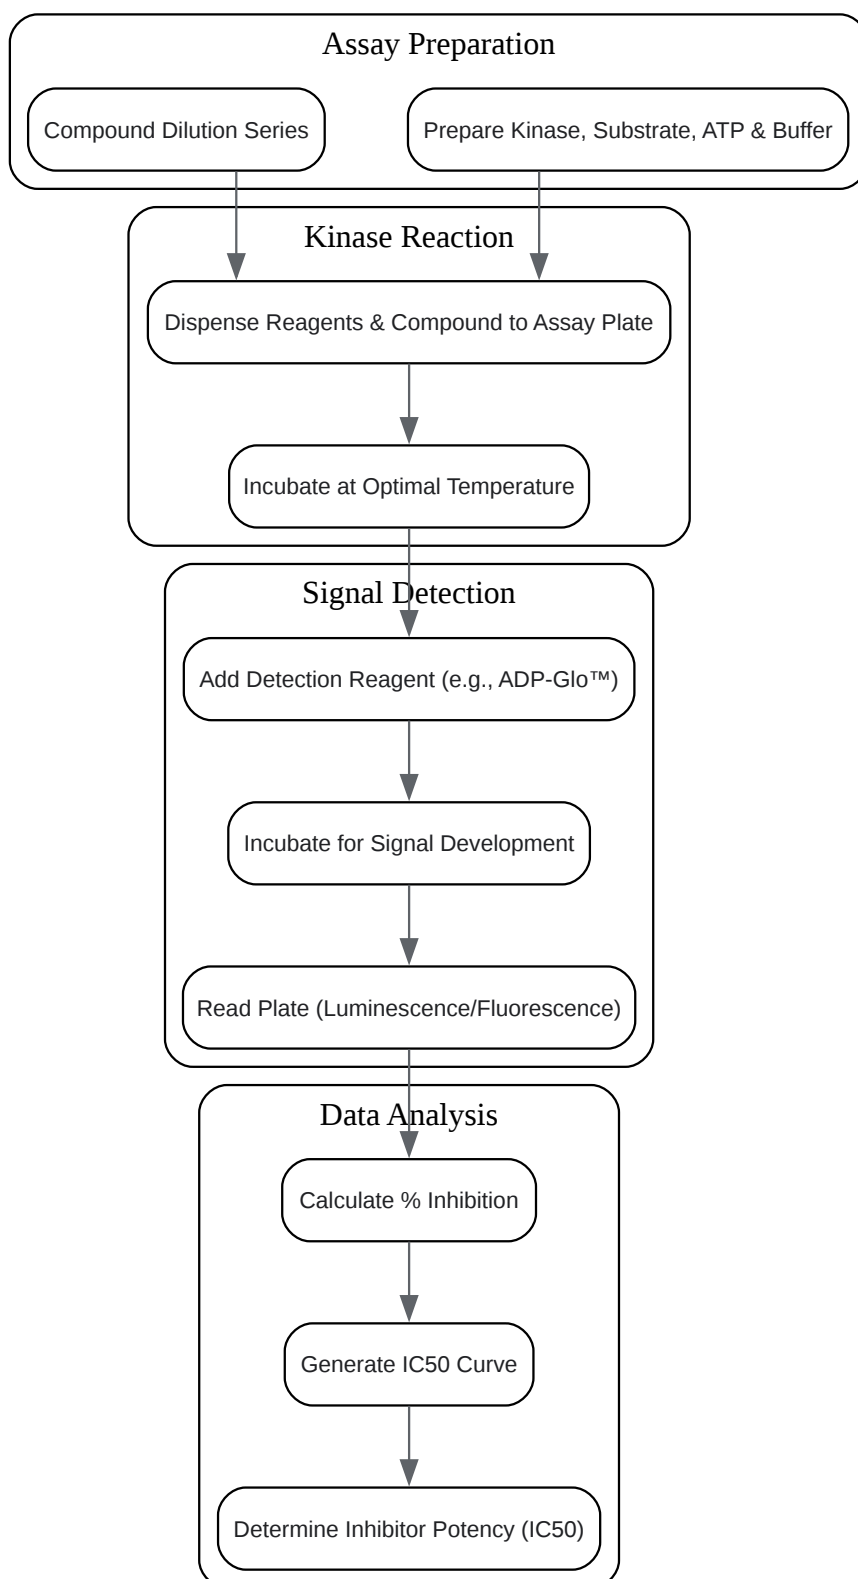 Assay Preparation
Compound Dilution Series
Prepare Kinase, Substrate, ATP & Buffer
Kinase Reaction
Dispense Reagents & Compound to Assay Plate
Incubate at Optimal Temperature
Signal Detection
Add Detection Reagent (e.g., ADP-Glo™)
Incubate for Signal Development
Read Plate (Luminescence/Fluorescence)
Data Analysis
Calculate % Inhibition
Generate IC50 Curve
Determine Inhibitor Potency (IC50)